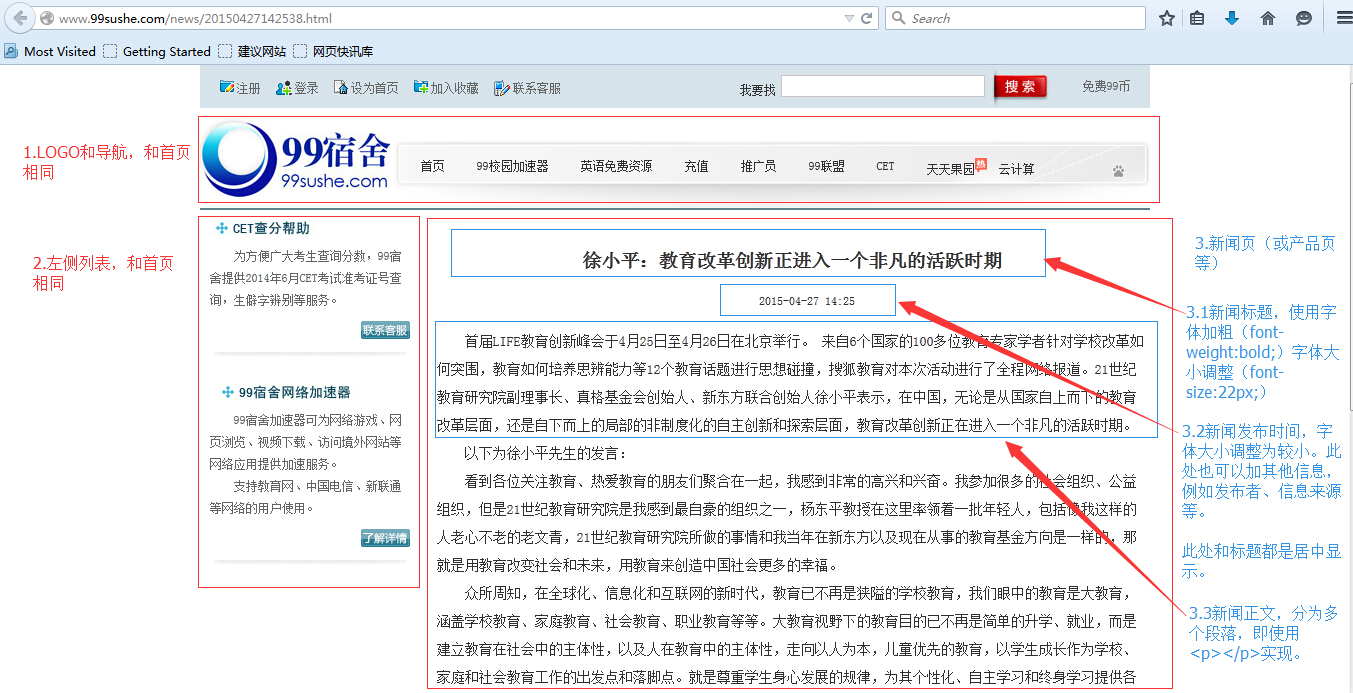 www.99sushe.com/news/20150427142538.html
Search
Most Visited
Getting Started
建议网站
网页快讯库
注册
登录
设为首页
加入收藏
联系客服
我要找
搜索
免费99币
1.LOGO和导航，和首页
相同
99宿舍
99sushe.com
首页
99校园加速器
英语免费资源
充值
推广员
99联盟
CET
天天果园
热
云计算
2.左侧列表，和首页
相同
CET查分帮助
为方便广大考生查询分数，99宿
舍提供2014年6月CET考试准考证号查
询，生僻字辨别等服务。
联系客服
99宿舍网络加速器
99宿舍加速器可为网络游戏、网
页浏览、视频下载、访问境外网站等
网络应用提供加速服务。
支持教育网、中国电信、新联通
等网络的用户使用。
了解详情
徐小平：教育改革创新正进入一个非凡的活跃时期
2015-04-27 14:25
首届LIFE教育创新峰会于4月25日至4月26日在北京举行。 来自6个国家的100多位教育专家学者针对学校改革如
何突围，教育如何培养思辨能力等12个教育话题进行思想碰撞，搜狐教育对本次活动进行了全程网络报道。21世纪
教育研究院副理事长、真格基金会创始人、新东方联合创始人徐小平表示，在中国，无论是从国家自上而下的教育
改革层面，还是自下而上的局部的非制度化的自主创新和探索层面，教育改革创新正在进入一个非凡的活跃时期。
以下为徐小平先生的发言：
看到各位关注教育、热爱教育的朋友们聚合在一起，我感到非常的高兴和兴奋。我参加很多的社会组织、公益
组织，但是21世纪教育研究院是我感到最自豪的组织之一，杨东平教授在这里率领着一批年轻人，包括像我这样的
人老心不老的老文青，21世纪教育研究院所做的事情和我当年在新东方以及现在从事的教育基金方向是一样的，那
就是用教育改变社会和未来，用教育来创造中国社会更多的幸福。
众所周知，在全球化、信息化和互联网的新时代，教育已不再是狭隘的学校教育，我们眼中的教育是大教育，
涵盖学校教育、家庭教育、社会教育、职业教育等等。大教育视野下的教育目的已不再是简单的升学、就业，而是
建立教育在社会中的主体性，以及人在教育中的主体性，走向以人为本，儿童优先的教育，以学生成长作为学校、
家庭和社会教育工作的出发点和落脚点。就是尊重学生身心发展的规律，为其个性化、自主学习和终身学习提供各
3.新闻页（或产品页
等）
3.1新闻标题，使用字
体加粗（font-
weight:bold;）字体大
小调整（font-
size:22px;）
3.2新闻发布时间，字
体大小调整为较小。此
处也可以加其他信息，
例如发布者、信息来源
等。
此处和标题都是居中显
示。
3.3新闻正文，分为多
个段落，即使用
<p></p>实现。